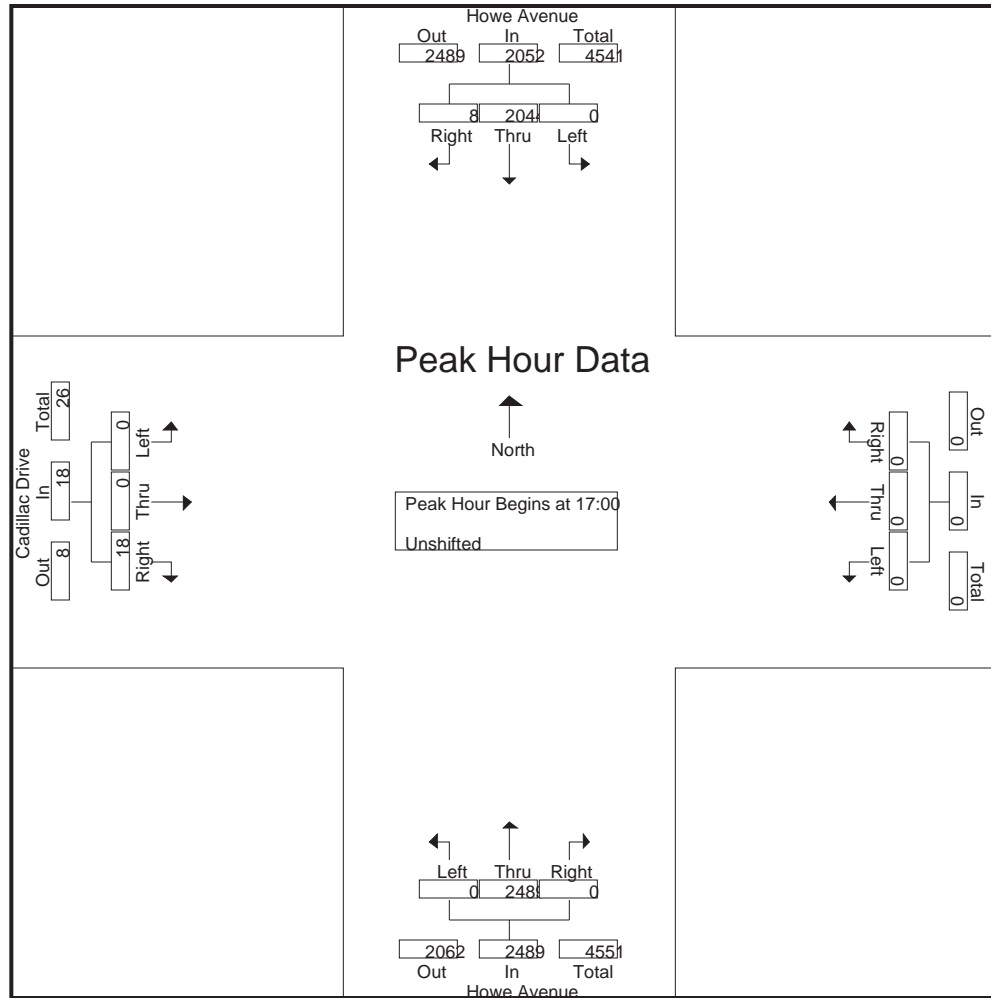 Howe Avenue
Out In Total
2489 2052 4541
8 2044 0
Right Thru Left
Peak Hour Data
North
Peak Hour Begins at 17:00
Unshifted
Cadillac Drive
Out In Total
8 18 26
18 0 0
Right Thru Left
Out In Total
0 0 0
0 0 0
Right Thru Left
Left Thru Right
0 2489 0
2062 2489 4551
Out In Total
Howe Avenue